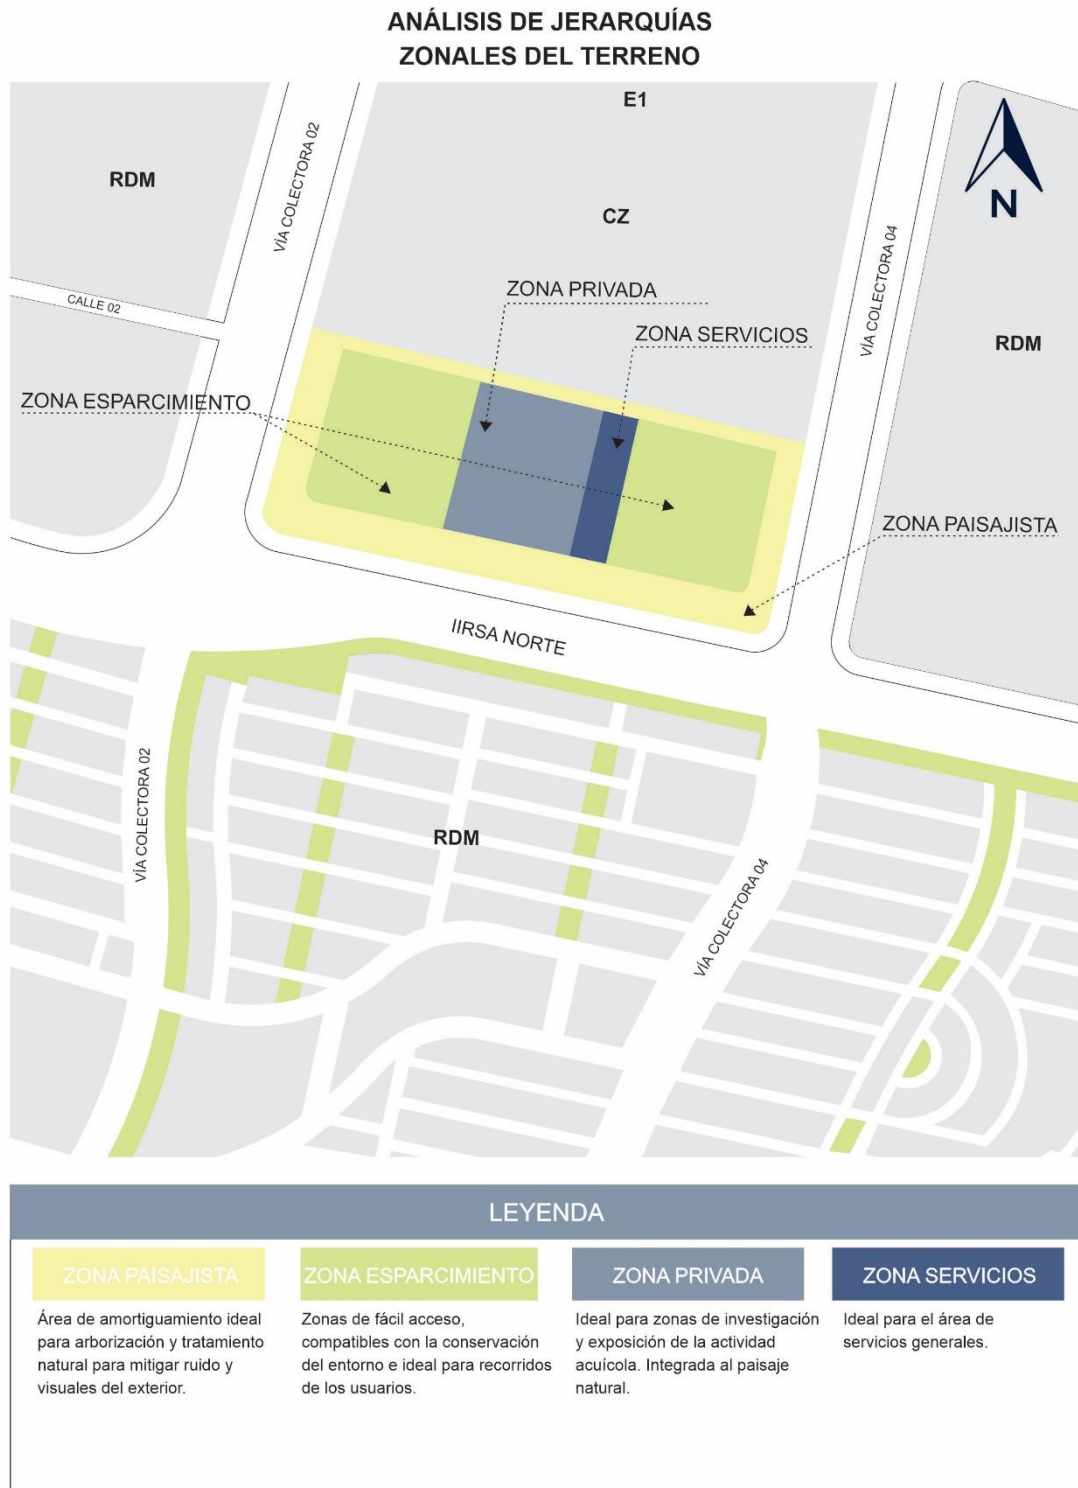 ANÁLISIS DE JERARQUÍAS
ZONALES DEL TERRENO
E1
RDM
VÍA COLECTORA 02
CZ
N
VÍA COLECTORA 04
CALLE 02
ZONA PRIVADA
ZONA SERVICIOS
RDM
ZONA ESPARCIMIENTO
ZONA PAISAJISTA
IIRSA NORTE
VÍA COLECTORA 02
RDM
VÍA COLECTORA 04
LEYENDA
ZONA PAISAJISTA
Área de amortiguamiento ideal
para arborización y tratamiento
natural para mitigar ruido y
visuales del exterior.
ZONA ESPARCIMIENTO
Zonas de fácil acceso,
compatibles con la conservación
del entorno e ideal para recorridos
de los usuarios.
ZONA PRIVADA
Ideal para zonas de investigación
y exposición de la actividad
acuícola. Integrada al paisaje
natural.
ZONA SERVICIOS
Ideal para el área de
servicios generales.